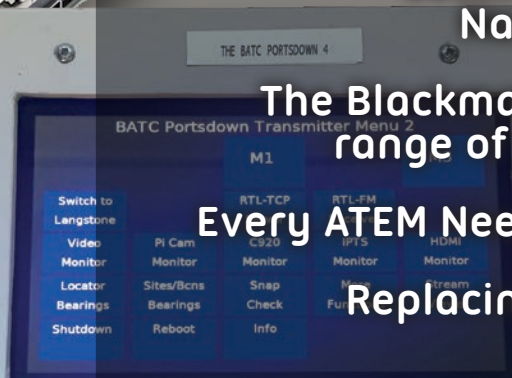 Na
THE BATC PORTSDOWN 4
The Blackma
range of
BATC Portsdown Transmitter Menu 2
M1
Every ATEM Nee
Switch to
Langstone
RTL-TCP
RTL-FM
Video
Monitor
Pi Cam
Monitor
C920
Monitor
IPTS
Monitor
HDMI
Monitor
Replacin
Locator
Bearings
Sites/Bcns
Bearings
Snap
Check
Stream
Shutdown
Reboot
Info